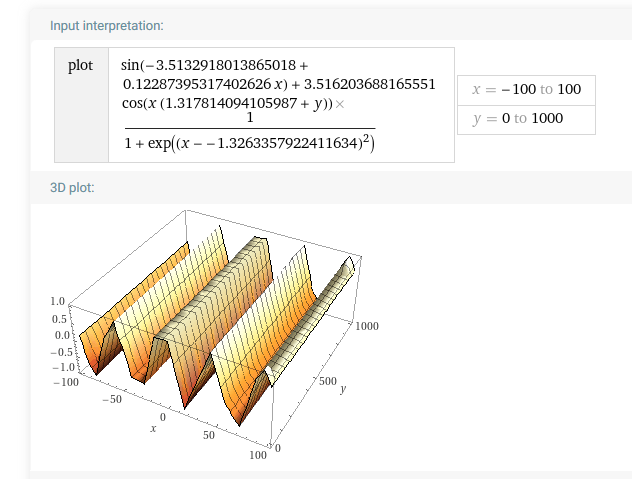 Input interpretation:
plot
sin(−3.5132918013865018 +
0.12287395317402626 x) + 3.516203688165551
cos(x (1.317814094105987 + y)) ×
1
1 + exp((x − −1.3263357922411634)²)
x = −100 to 100
y = 0 to 1000
3D plot:
1.0
0.5
0.0
−0.5
−1.0
−100
−50
0
x
50
100
0
500
y
1000